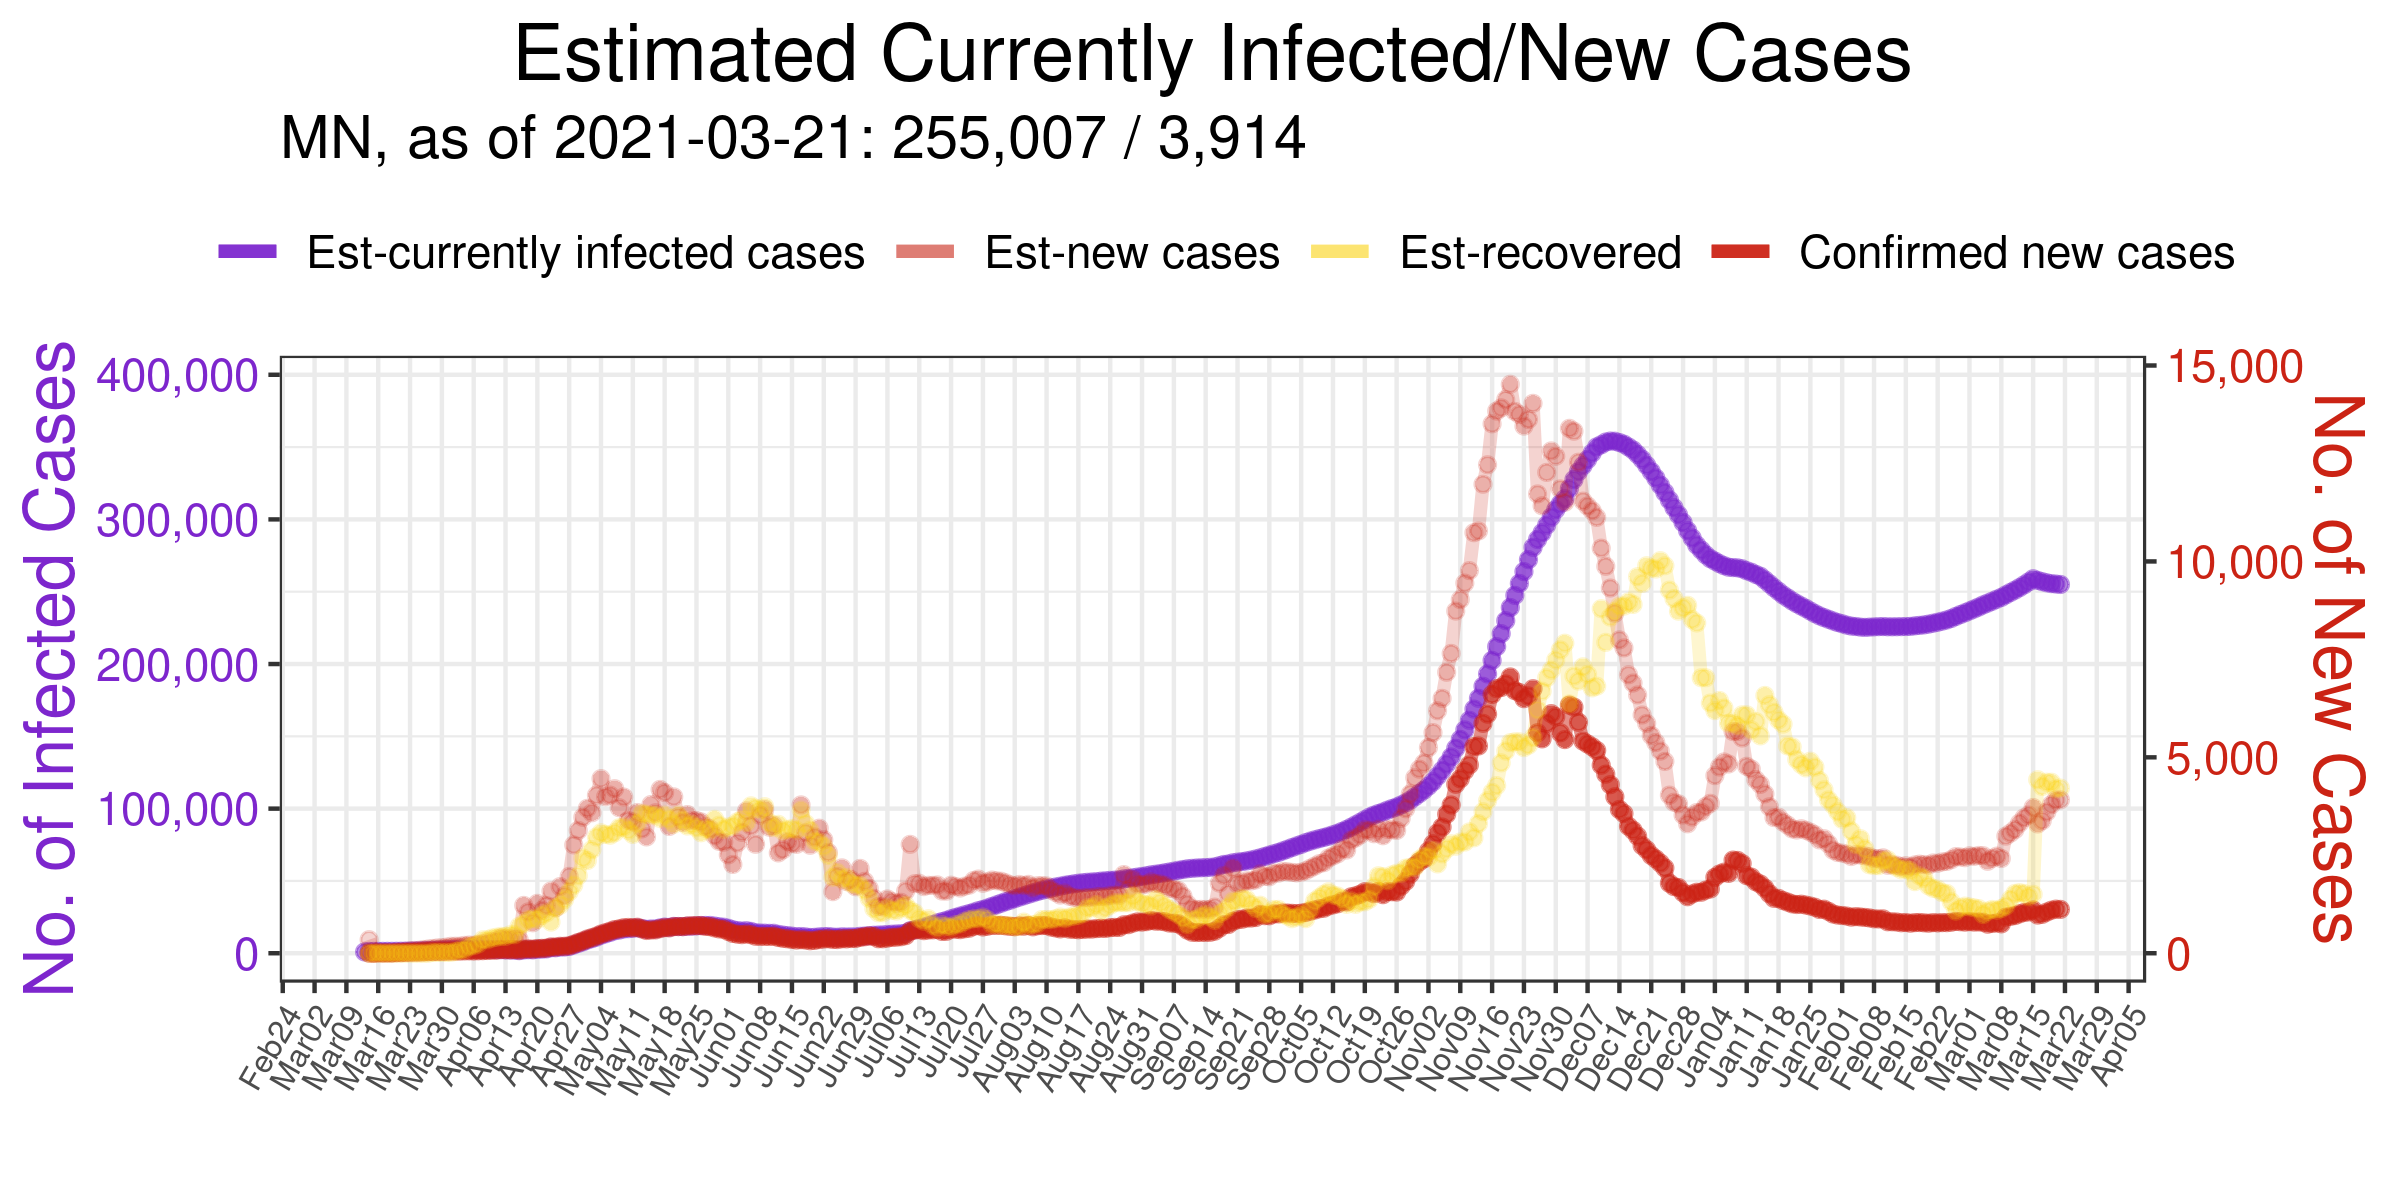 Estimated Currently Infected/New Cases
MN, as of 2021-03-21: 255,007 / 3,914
Est-currently infected cases Est-new cases Est-recovered Confirmed new cases
No. of Infected Cases
400,000
300,000
200,000
100,000
0
15,000
10,000
5,000
0
No. of New Cases
Feb24
Mar02
Mar09
Mar16
Mar23
Mar30
Apr06
Apr13
Apr20
Apr27
May04
May11
May18
May25
Jun01
Jun08
Jun15
Jun22
Jun29
Jul06
Jul13
Jul20
Jul27
Aug03
Aug10
Aug17
Aug24
Aug31
Sep07
Sep14
Sep21
Sep28
Oct05
Oct12
Oct19
Oct26
Nov02
Nov09
Nov16
Nov23
Nov30
Dec07
Dec14
Dec21
Dec28
Dec04
Jan11
Jan18
Jan25
Feb01
Feb08
Feb15
Feb22
Mar01
Mar08
Mar15
Mar22
Mar29
Apr05